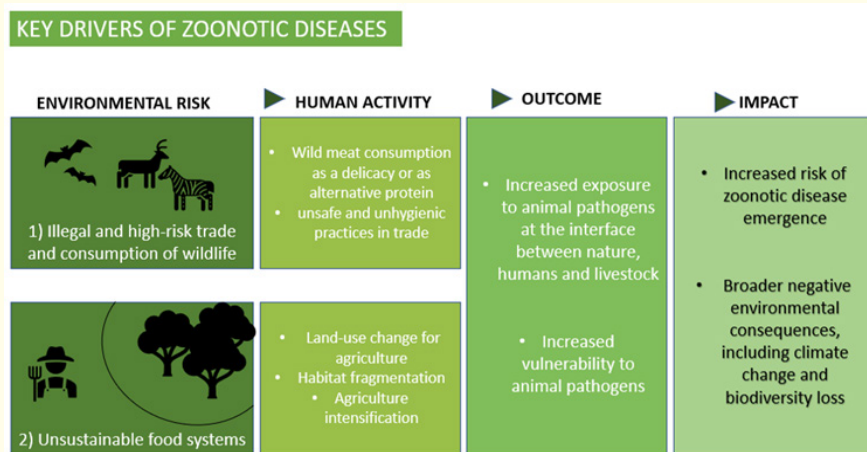 KEY DRIVERS OF ZOONOTIC DISEASES
ENVIRONMENTAL RISK
HUMAN ACTIVITY
OUTCOME
IMPACT
1) Illegal and high-risk trade
and consumption of wildlife
• Wild meat consumption
as a delicacy or as
alternative protein
• unsafe and unhygienic
practices in trade
2) Unsustainable food systems
• Land-use change for
agriculture
• Habitat fragmentation
• Agriculture
intensification
• Increased exposure
to animal pathogens
at the interface
between nature,
humans and livestock
• Increased
vulnerability to
animal pathogens
• Increased risk of
zoonotic disease
emergence
• Broader negative
environmental
consequences,
including climate
change and
biodiversity loss